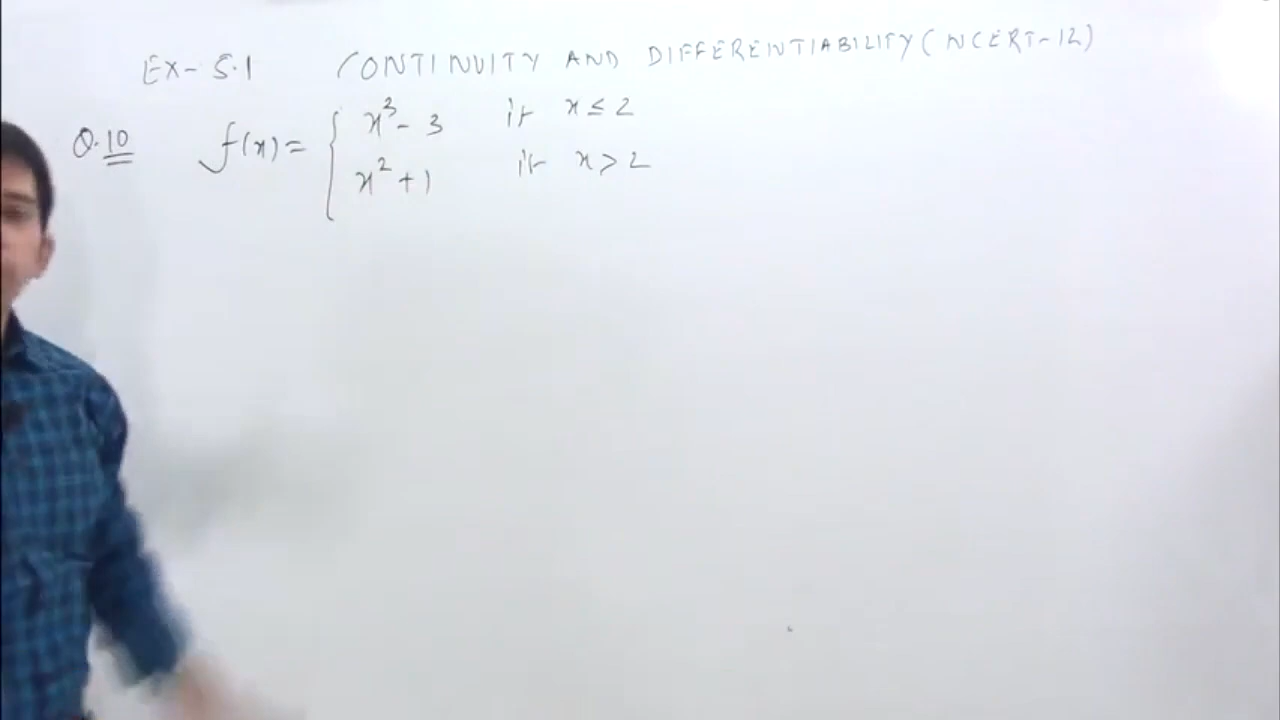 EX- 5.1 CONTINUITY AND DIFFERENTIABILITY (NCERT-12)
Q.10 f(x) = { x³ - 3 if x ≤ 2
x² + 1 if x > 2